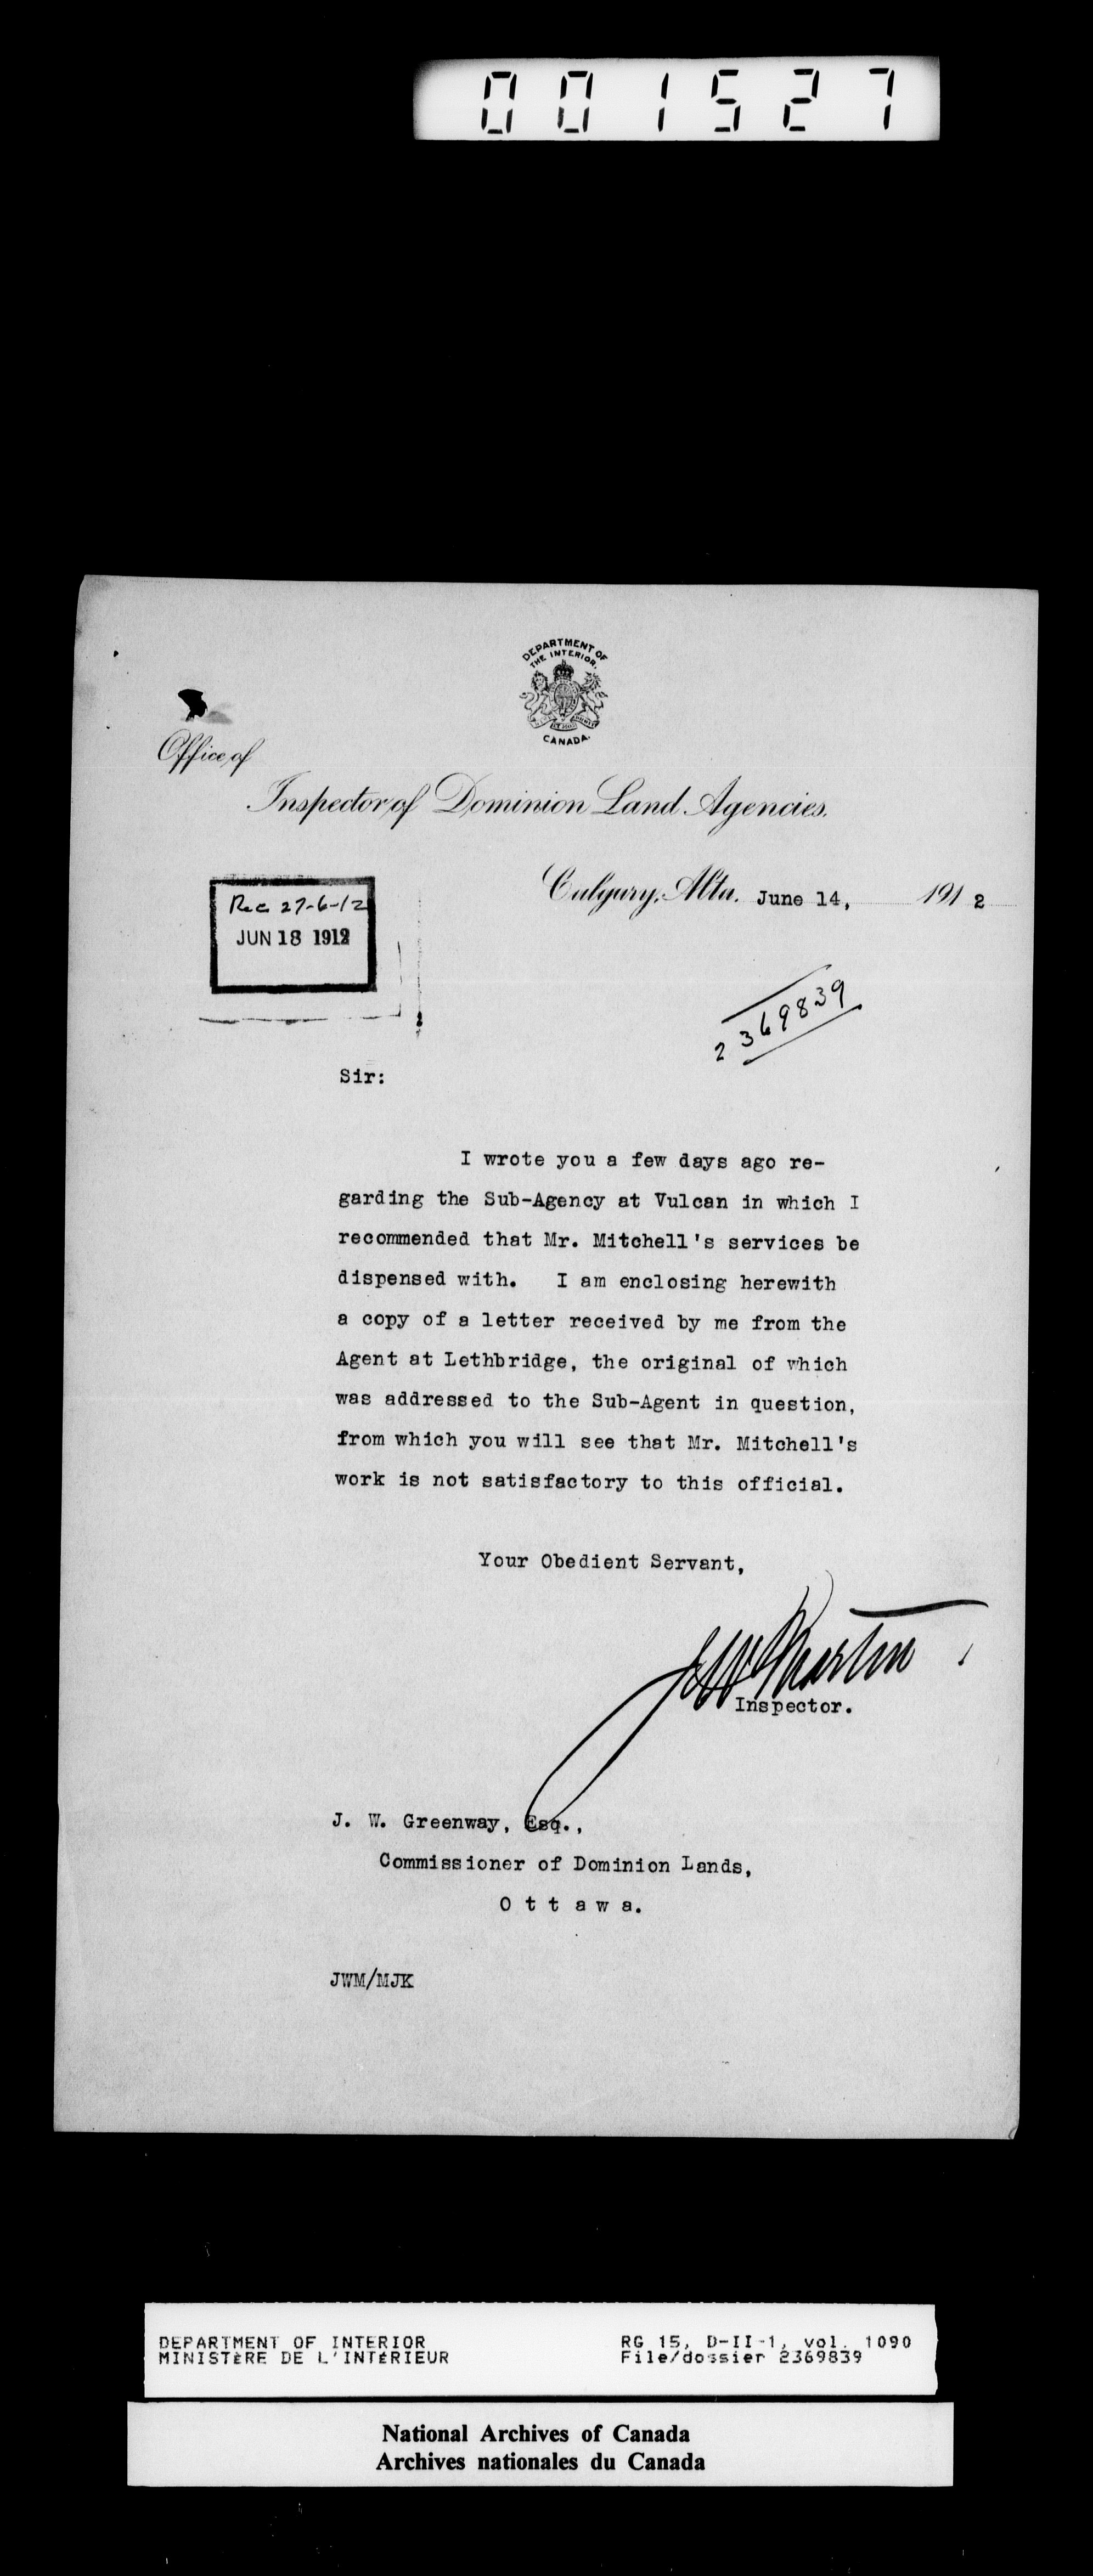 001527
DEPARTMENT OF
THE INTERIOR.
CANADA.
Office of
Inspector of Dominion Land Agencies.
Calgary, Alta. June 14, 1912
Rec 27-6-12
JUN 18 1912
2369839
Sir:
I wrote you a few days ago re-
garding the Sub-Agency at Vulcan in which I
recommended that Mr. Mitchell's services be
dispensed with. I am enclosing herewith
a copy of a letter received by me from the
Agent at Lethbridge, the original of which
was addressed to the Sub-Agent in question,
from which you will see that Mr. Mitchell's
work is not satisfactory to this official.
Your Obedient Servant,
J W Martin
Inspector.
J. W. Greenway, Esq.,
Commissioner of Dominion Lands,
O t t a w a.
JWM/MJK
DEPARTMENT OF INTERIOR
MINISTÈRE DE L'INTÉRIEUR
RG 15, D-II-1, vol. 1090
File/dossier 2369839
National Archives of Canada
Archives nationales du Canada